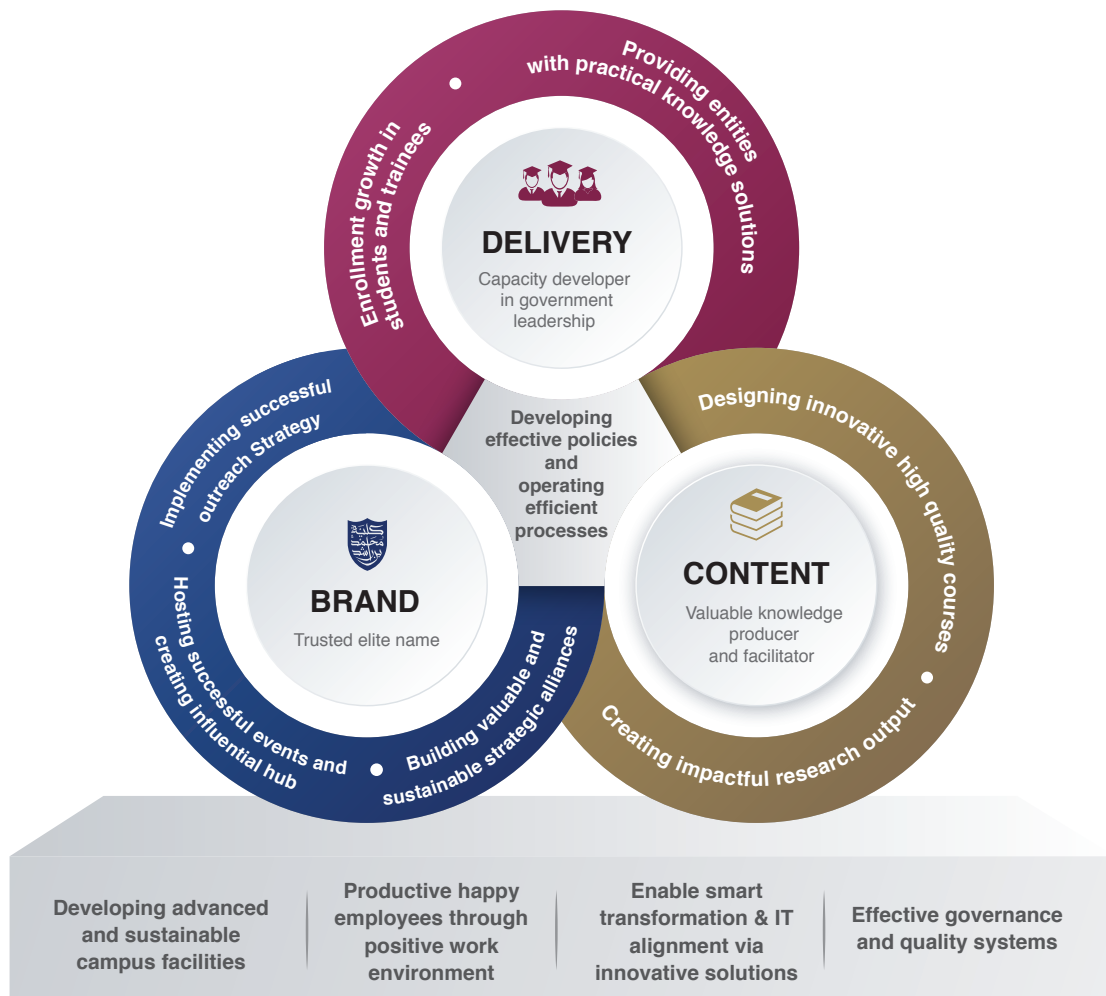 Providing entities
with practical knowledge solutions
Enrollment growth in
students and trainees
DELIVERY
Capacity developer
in government
leadership
Implementing successful
outreach Strategy
Hosting successful events and
creating influential hub
Building valuable and
sustainable strategic alliances
كلية
محمد
بن راشد
BRAND
Trusted elite name
Developing
effective policies
and
operating
efficient
processes
Designing innovative high quality courses
Creating impactful research output
CONTENT
Valuable knowledge
producer
and facilitator
Developing advanced
and sustainable
campus facilities
Productive happy
employees through
positive work
environment
Enable smart
transformation & IT
alignment via
innovative solutions
Effective governance
and quality systems